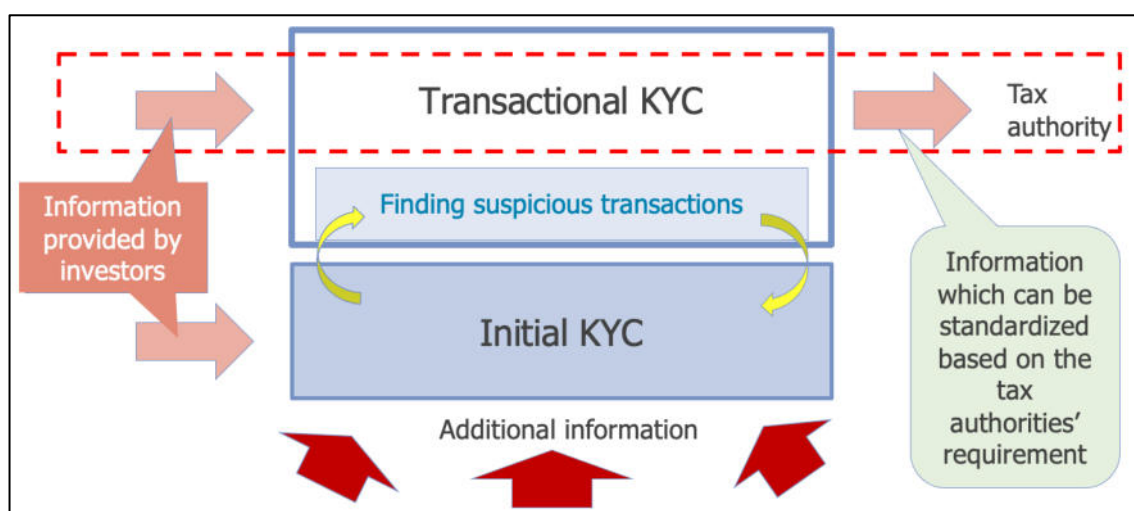 Transactional KYC
Tax
authority
Finding suspicious transactions
Information
provided by
investors
Initial KYC
Information
which can be
standardized
based on the
tax
authorities’
requirement
Additional information